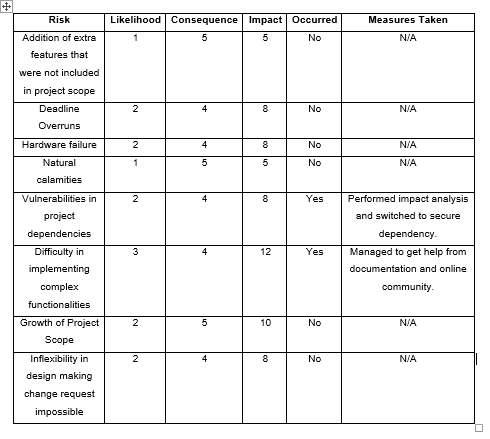 Risk Likelihood Consequence Impact Occurred Measures Taken
Addition of extra 1 5 5 No N/A
features that
were not included
in project scope
Deadline 2 4 8 No N/A
Overruns
Hardware failure 2 4 8 No N/A
Natural 1 5 5 No N/A
calamities
Vulnerabilities in 2 4 8 Yes Performed impact analysis
project and switched to secure
dependencies dependency.
Difficulty in 3 4 12 Yes Managed to get help from
implementing documentation and online
complex community.
functionalities
Growth of Project 2 5 10 No N/A
Scope
Inflexibility in 2 4 8 No N/A
design making
change request
impossible